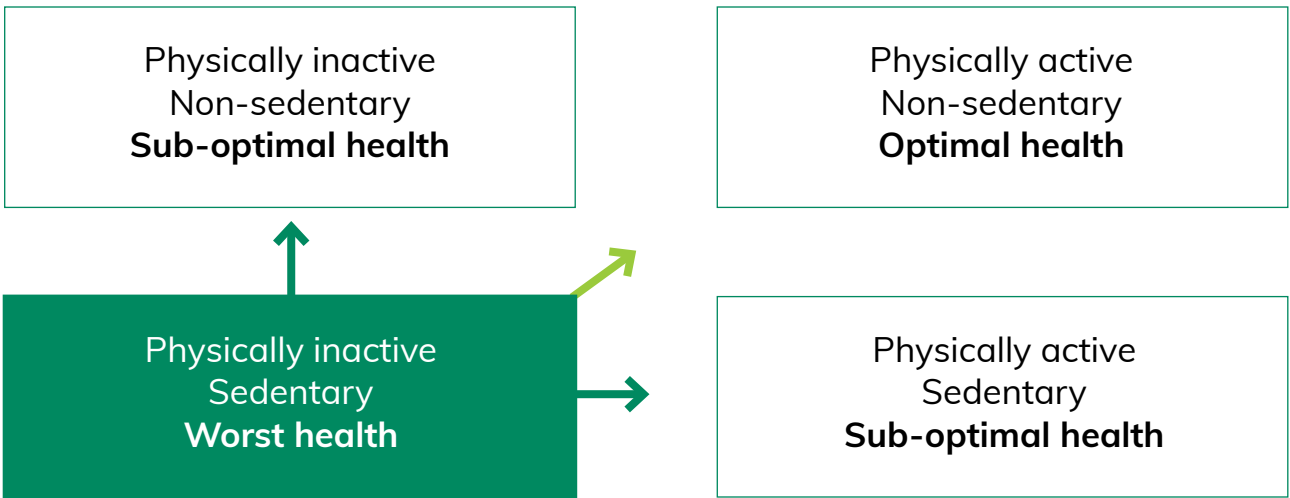 Physically inactive
Non-sedentary
Sub-optimal health
Physically active
Non-sedentary
Optimal health
Physically inactive
Sedentary
Worst health
Physically active
Sedentary
Sub-optimal health